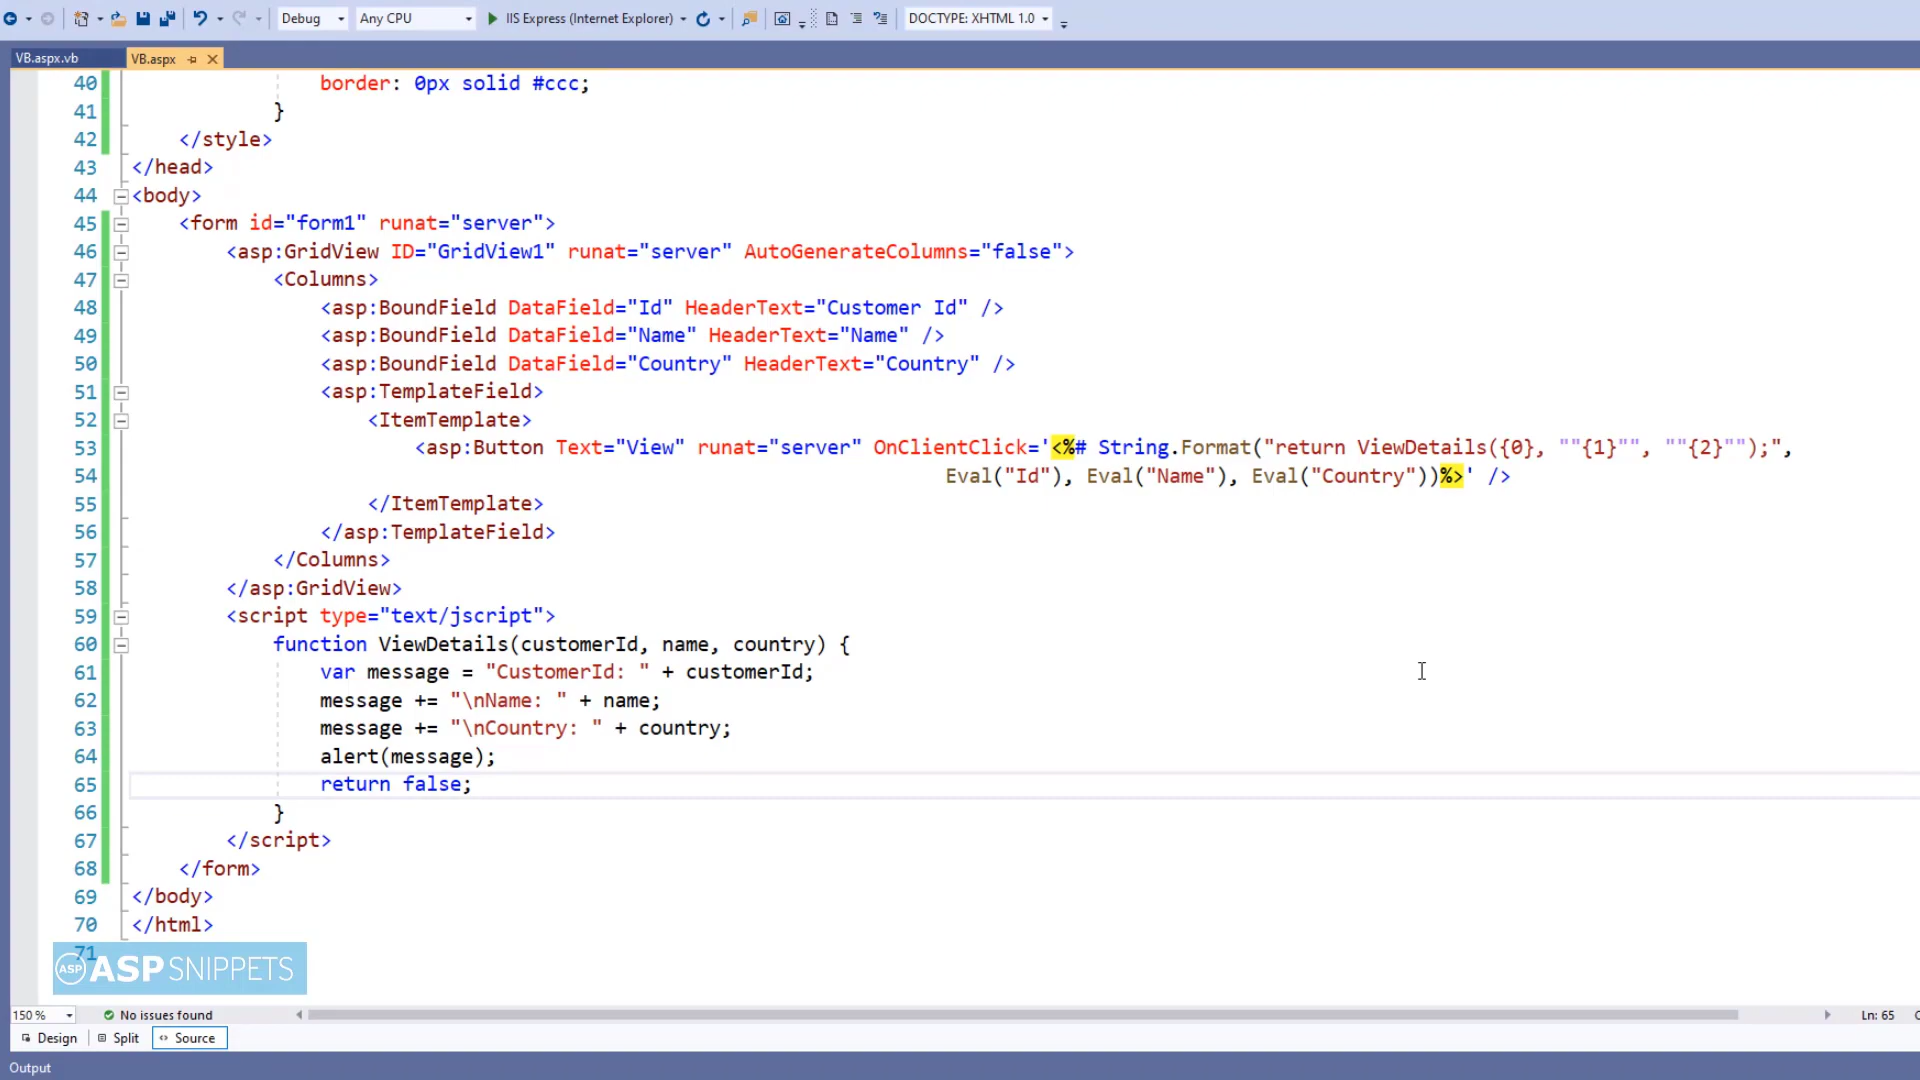 Debug Any CPU IIS Express (Internet Explorer) DOCTYPE: XHTML 1.0
VB.aspx.vb VB.aspx
40 border: 0px solid #ccc;
41 }
42 </style>
43 </head>
44 <body>
45 <form id="form1" runat="server">
46 <asp:GridView ID="GridView1" runat="server" AutoGenerateColumns="false">
47 <Columns>
48 <asp:BoundField DataField="Id" HeaderText="Customer Id" />
49 <asp:BoundField DataField="Name" HeaderText="Name" />
50 <asp:BoundField DataField="Country" HeaderText="Country" />
51 <asp:TemplateField>
52 <ItemTemplate>
53 <asp:Button Text="View" runat="server" OnClientClick='<%# String.Format("return ViewDetails({0}, ""{1}"", ""{2}"");",
54 Eval("Id"), Eval("Name"), Eval("Country"))%>' />
55 </ItemTemplate>
56 </asp:TemplateField>
57 </Columns>
58 </asp:GridView>
59 <script type="text/jscript">
60 function ViewDetails(customerId, name, country) {
61 var message = "CustomerId: " + customerId;
62 message += "\nName: " + name;
63 message += "\nCountry: " + country;
64 alert(message);
65 return false;
66 }
67 </script>
68 </form>
69 </body>
70 </html>
71
ASP ASPSNIPPETS
150 % No issues found Ln: 65
Design Split Source
Output